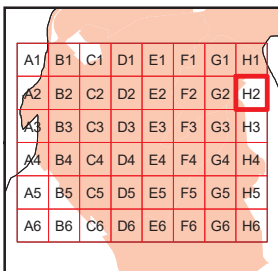 A1 B1 C1 D1 E1 F1 G1 H1
A2 B2 C2 D2 E2 F2 G2 H2
A3 B3 C3 D3 E3 F3 G3 H3
A4 B4 C4 D4 E4 F4 G4 H4
A5 B5 C5 D5 E5 F5 G5 H5
A6 B6 C6 D6 E6 F6 G6 H6